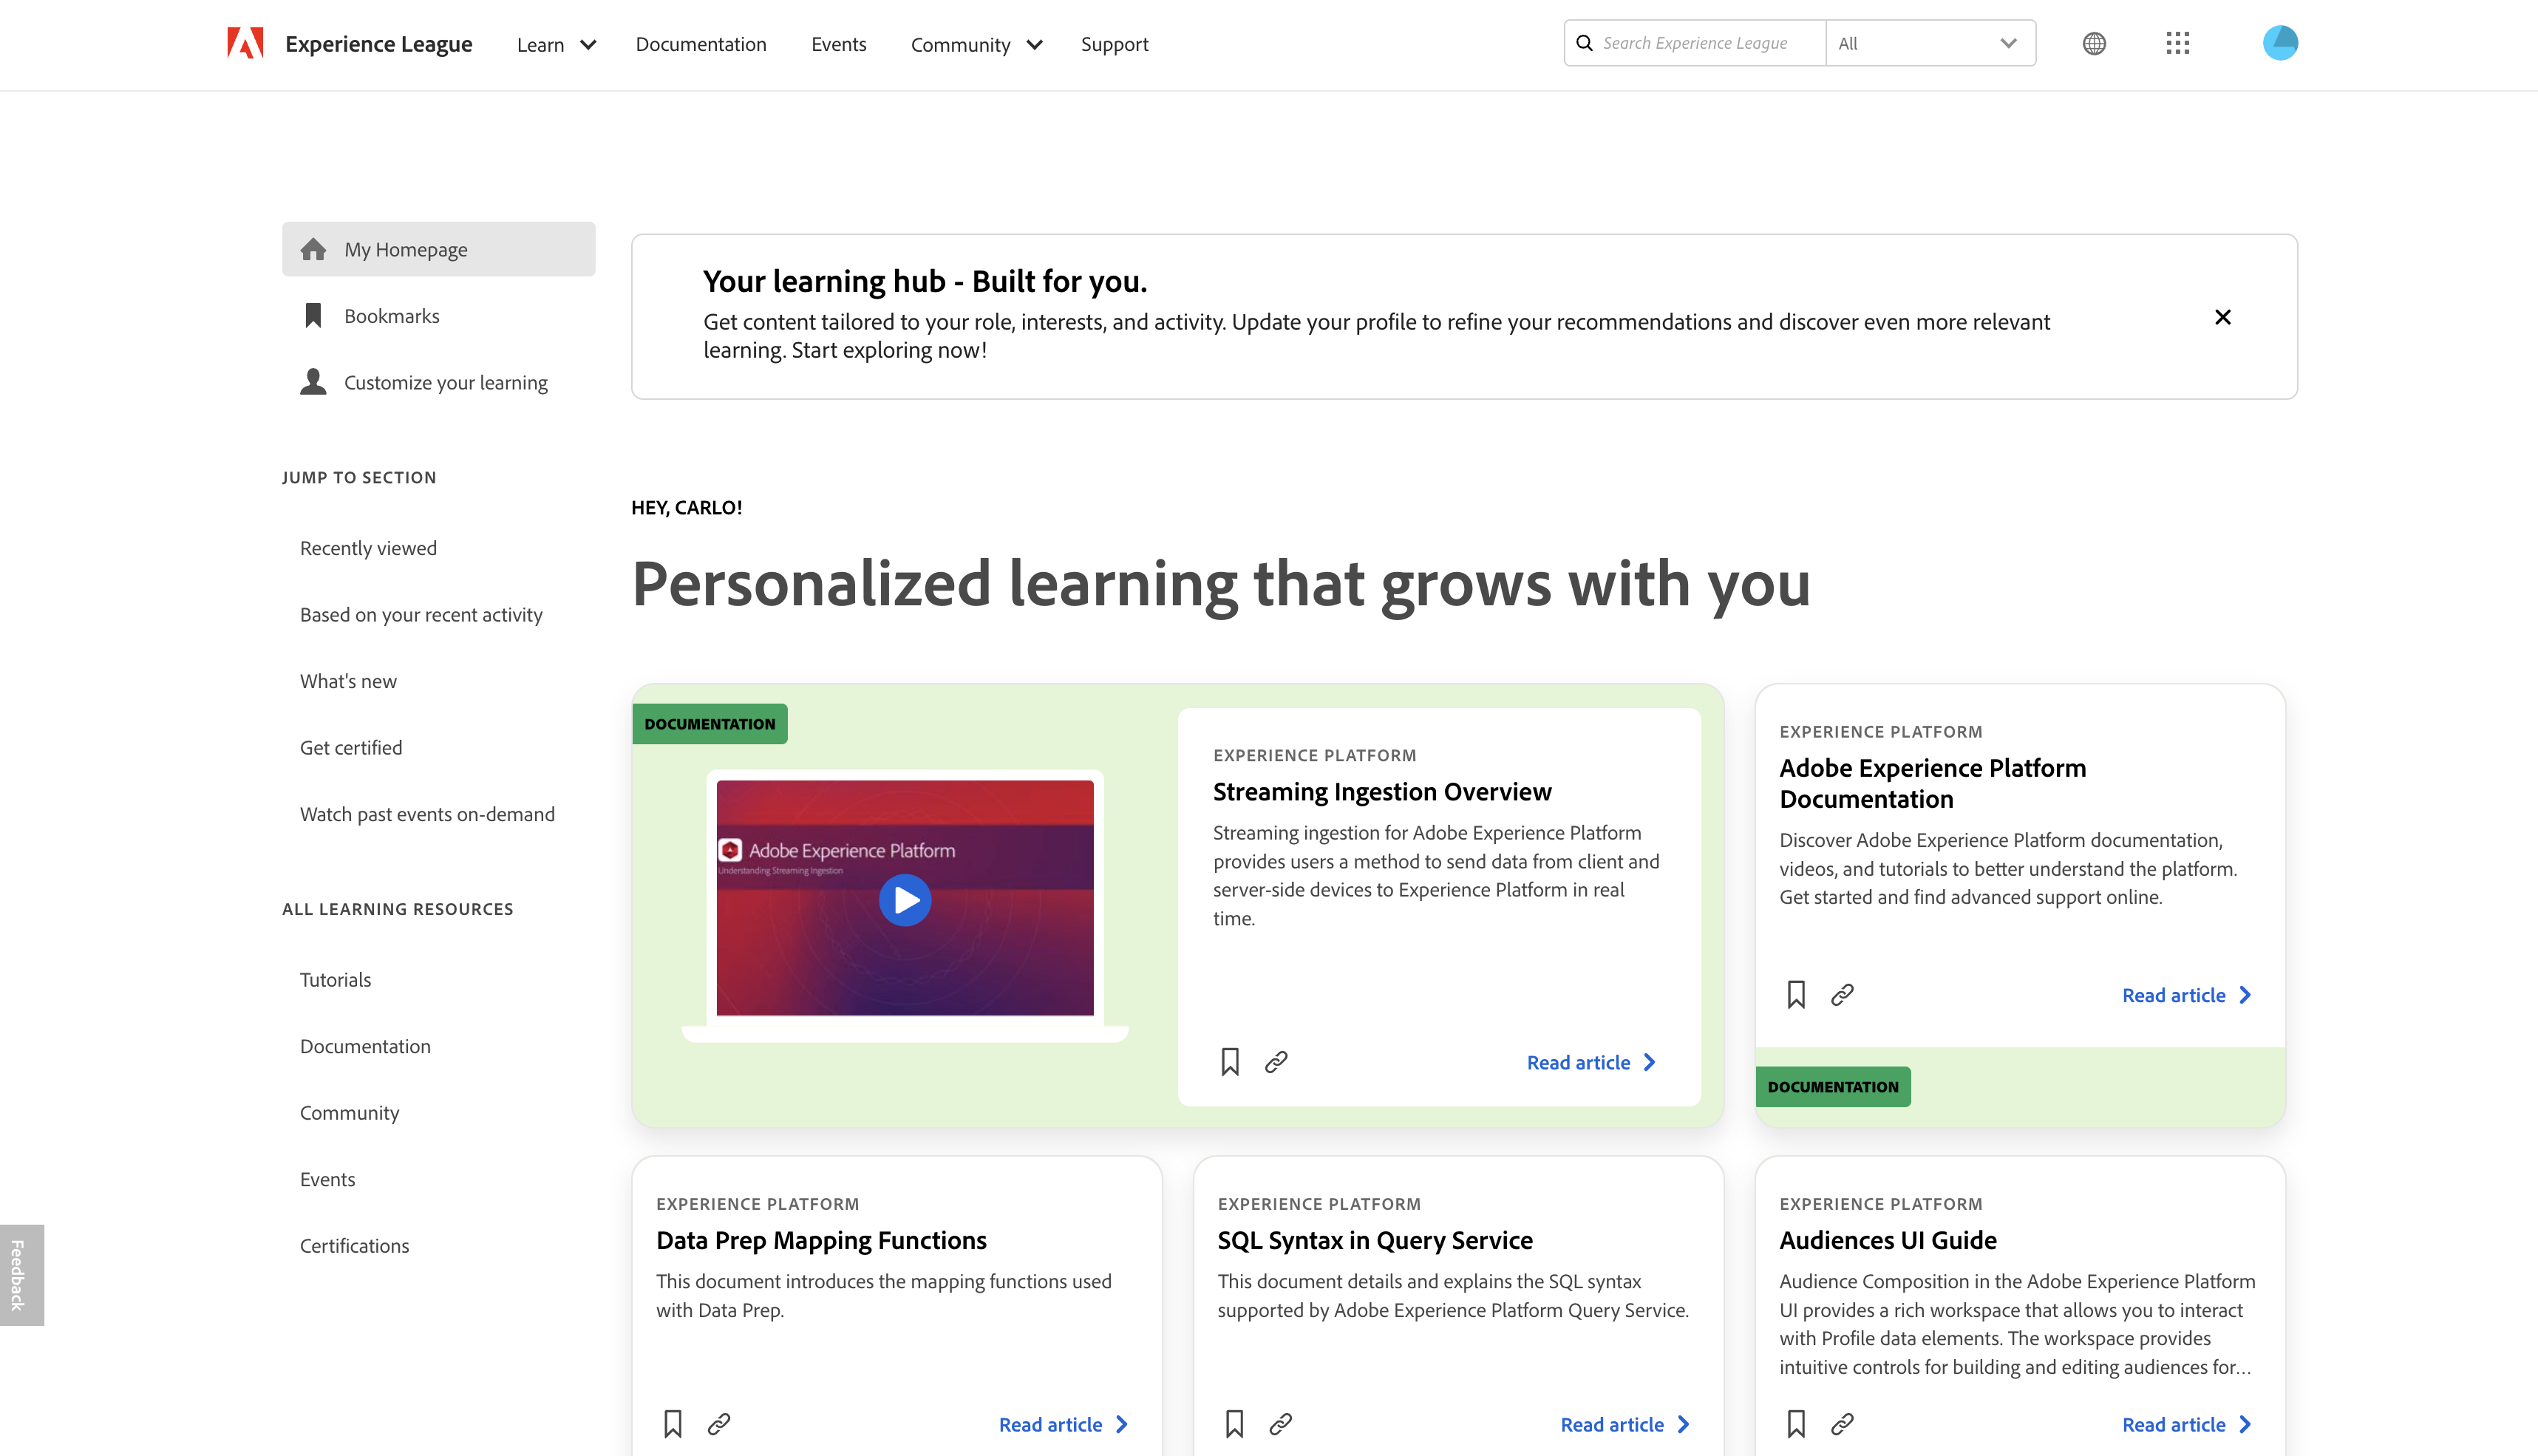 Experience League
Learn
Documentation
Events
Community
Support
Search Experience League
All
My Homepage
Bookmarks
Customize your learning
JUMP TO SECTION
Recently viewed
Based on your recent activity
What's new
Get certified
Watch past events on-demand
ALL LEARNING RESOURCES
Tutorials
Documentation
Community
Events
Certifications
Feedback
Your learning hub - Built for you.
Get content tailored to your role, interests, and activity. Update your profile to refine your recommendations and discover even more relevant
learning. Start exploring now!
HEY, CARLO!
Personalized learning that grows with you
DOCUMENTATION
Adobe Experience Platform
Understanding Streaming Ingestion
EXPERIENCE PLATFORM
Streaming Ingestion Overview
Streaming ingestion for Adobe Experience Platform
provides users a method to send data from client and
server-side devices to Experience Platform in real
time.
Read article
EXPERIENCE PLATFORM
Adobe Experience Platform
Documentation
Discover Adobe Experience Platform documentation,
videos, and tutorials to better understand the platform.
Get started and find advanced support online.
Read article
DOCUMENTATION
EXPERIENCE PLATFORM
Data Prep Mapping Functions
This document introduces the mapping functions used
with Data Prep.
Read article
EXPERIENCE PLATFORM
SQL Syntax in Query Service
This document details and explains the SQL syntax
supported by Adobe Experience Platform Query Service.
Read article
EXPERIENCE PLATFORM
Audiences UI Guide
Audience Composition in the Adobe Experience Platform
UI provides a rich workspace that allows you to interact
with Profile data elements. The workspace provides
intuitive controls for building and editing audiences for...
Read article